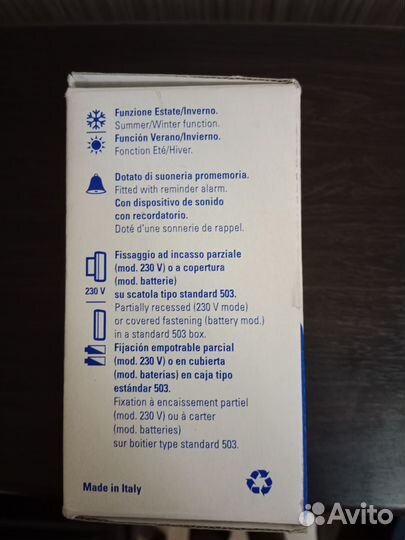 Funzione Estate/Inverno.
Summer/Winter function.
Función Verano/Invierno.
Fonction Eté/Hiver.
Dotato di suoneria promemoria.
Fitted with reminder alarm.
Con dispositivo de sonido
con recordatorio.
Doté d'une sonnerie de rappel.
Fissaggio ad incasso parziale
(mod. 230 V) o a copertura
(mod. batterie)
su scatola tipo standard 503.
230 V
Partially recessed (230 V mode)
or covered fastening (battery mod.)
in a standard 503 box.
Fijación empotrable parcial
(mod. 230 V) o en cubierta
(mod. baterías) en caja tipo
estándar 503.
Fixation à encaissement partiel
(mod. 230 V) ou à carter
(mod. batteries)
sur boitier type standard 503.
Made in Italy
Avito